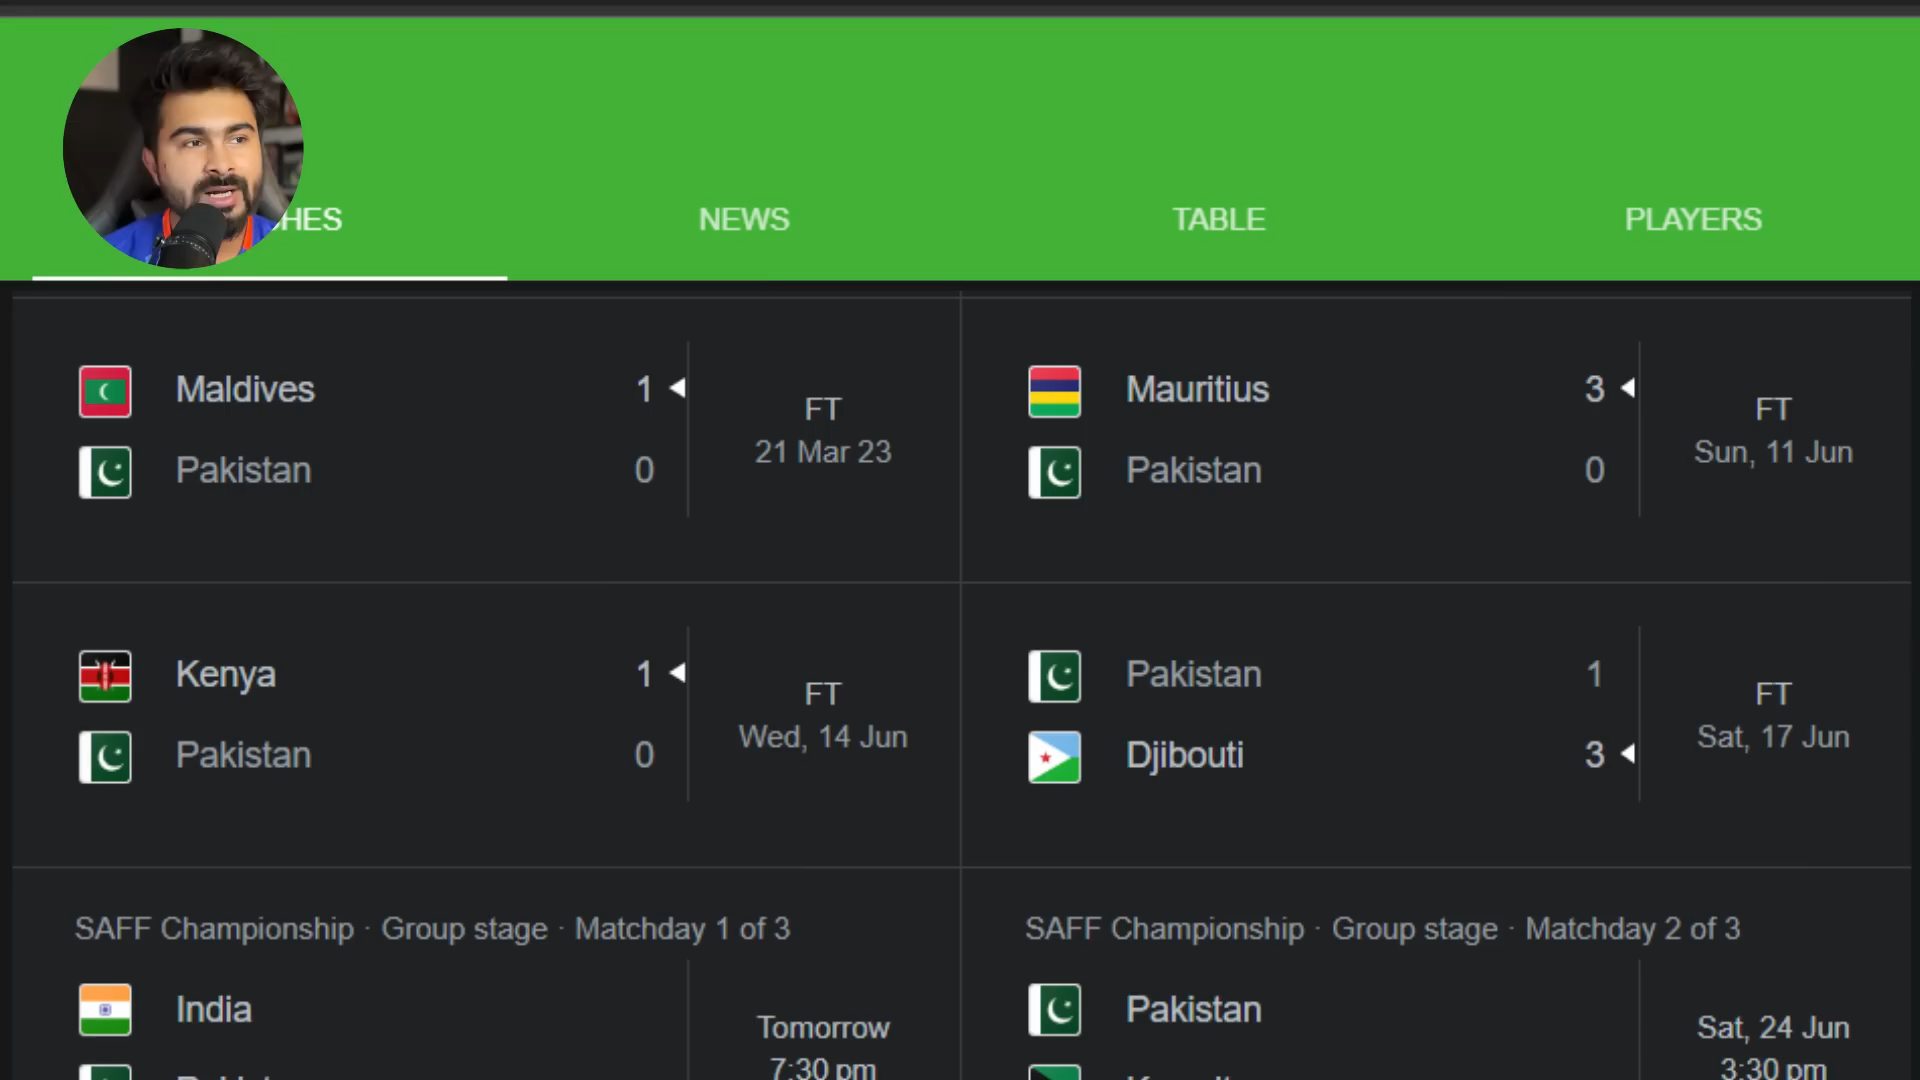 HES
NEWS
TABLE
PLAYERS
Maldives 1
Pakistan 0
FT
21 Mar 23
Mauritius 3
Pakistan 0
FT
Sun, 11 Jun
Kenya 1
Pakistan 0
FT
Wed, 14 Jun
Pakistan 1
Djibouti 3
FT
Sat, 17 Jun
SAFF Championship · Group stage · Matchday 1 of 3
India
Tomorrow
7:30 pm
SAFF Championship · Group stage · Matchday 2 of 3
Pakistan
Sat, 24 Jun
3:30 pm